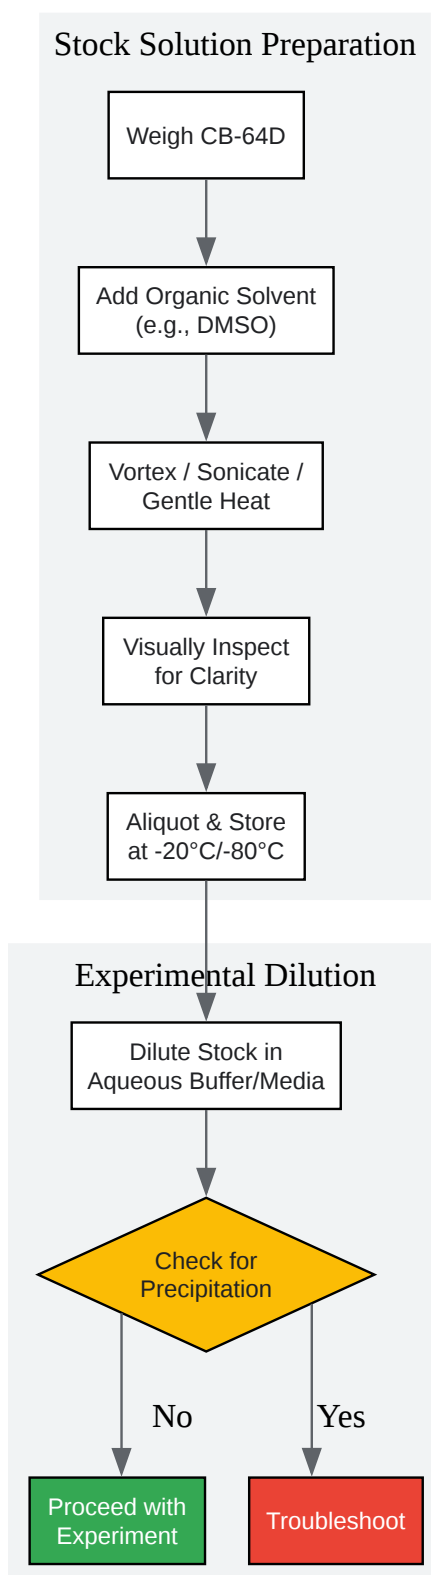 Stock Solution Preparation
Weigh CB-64D
Add Organic Solvent
(e.g., DMSO)
Vortex / Sonicate /
Gentle Heat
Visually Inspect
for Clarity
Aliquot & Store
at -20°C/-80°C
Experimental Dilution
Dilute Stock in
Aqueous Buffer/Media
Check for
Precipitation
No
Yes
Proceed with
Experiment
Troubleshoot